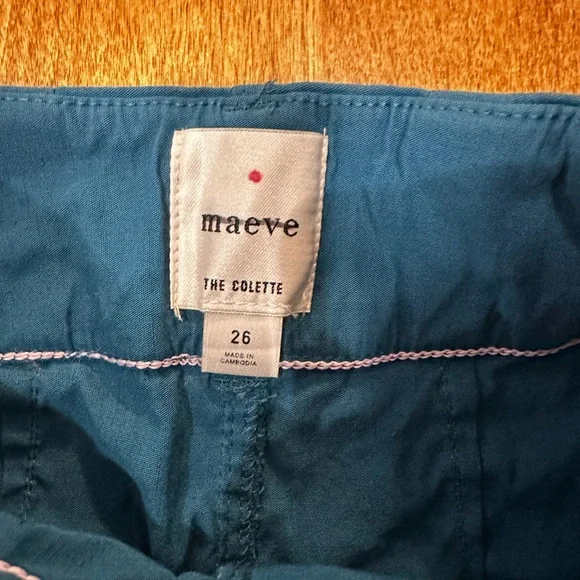 maeve
THE COLETTE
26
MADE IN
CAMBODIA